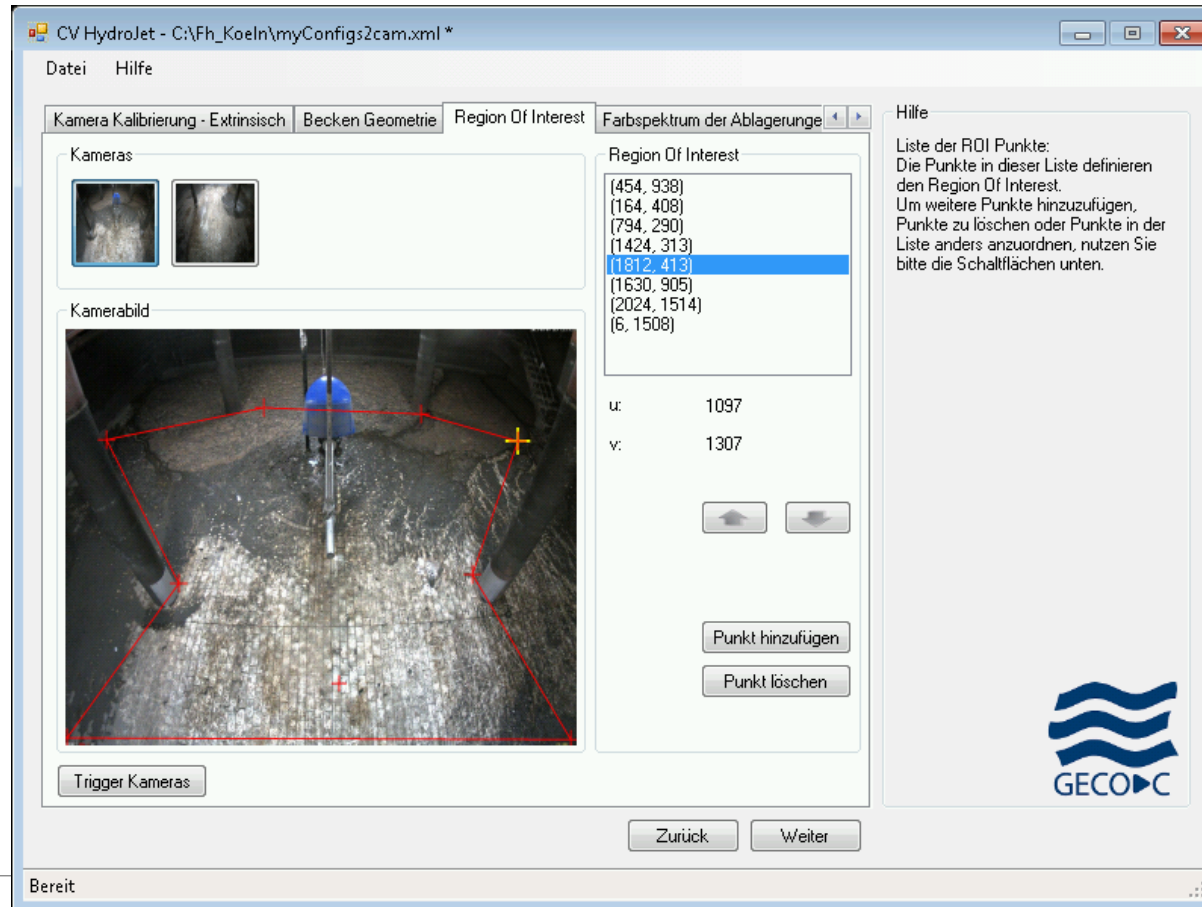 CV HydroJet - C:\Fh_Koeln\myConfigs2cam.xml *
Datei Hilfe
Kamera Kalibrierung - Extrinsisch Becken Geometrie Region Of Interest Farbspektrum der Ablagerunge
Kameras
Kamerabild
Trigger Kameras
Region Of Interest
(454, 938)
(164, 408)
(794, 290)
(1424, 313)
(1812, 413)
(1630, 905)
(2024, 1514)
(6, 1508)
u: 1097
v: 1307
Punkt hinzufügen
Punkt löschen
Hilfe
Liste der ROI Punkte:
Die Punkte in dieser Liste definieren
den Region Of Interest.
Um weitere Punkte hinzuzufügen,
Punkte zu löschen oder Punkte in der
Liste anders anzuordnen, nutzen Sie
bitte die Schaltflächen unten.
GECO C
Zurück Weiter
Bereit